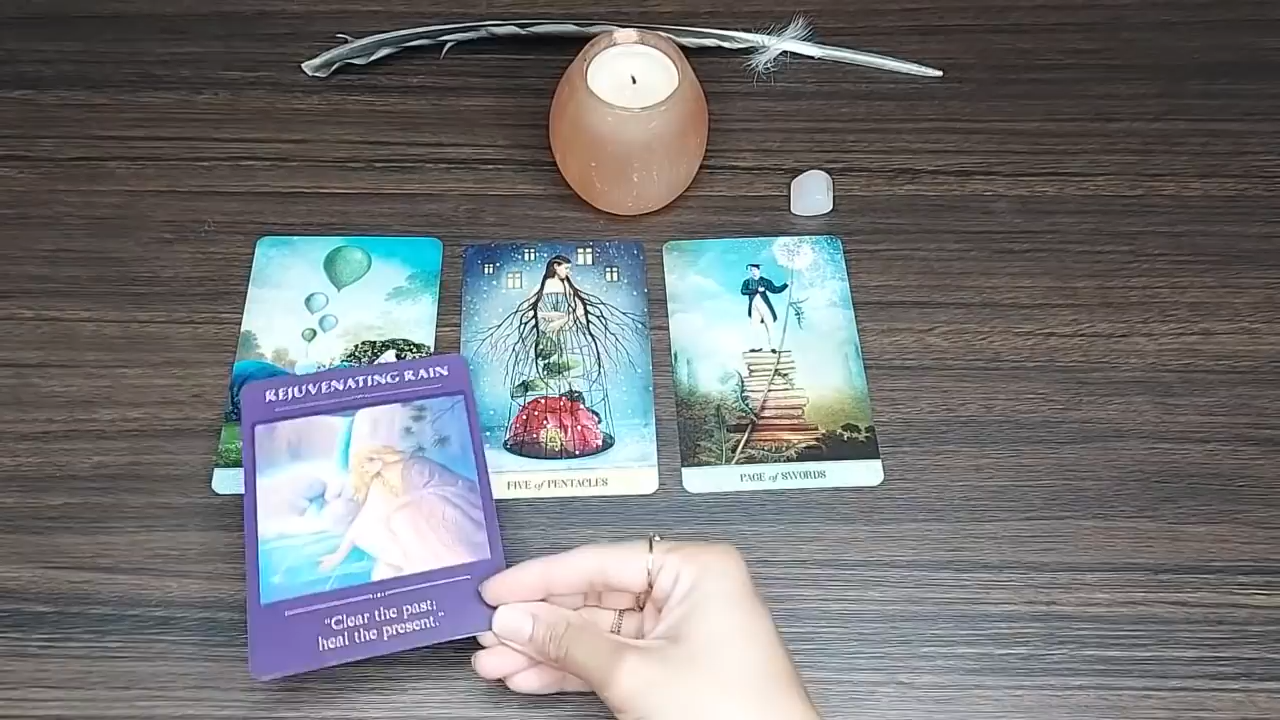 REJUVENATING RAIN
"Clear the past;
heal the present."
FIVE of PENTACLES
PAGE of SWORDS